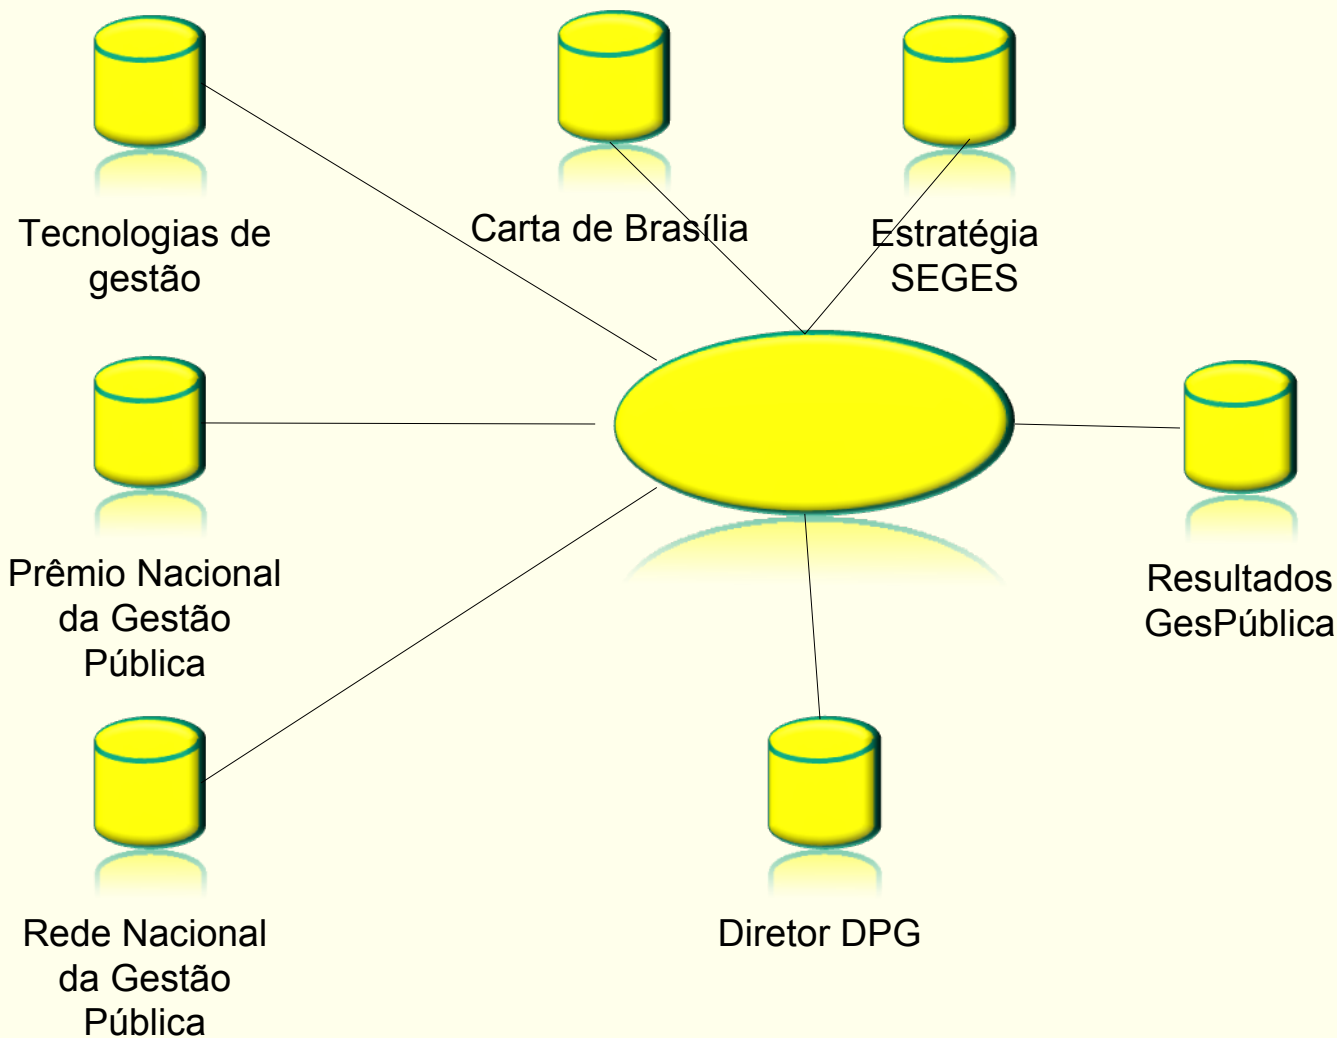 Tecnologias de
gestão
Carta de Brasília
Estratégia
SEGES
Prêmio Nacional
da Gestão
Pública
Resultados
GesPública
Rede Nacional
da Gestão
Pública
Diretor DPG